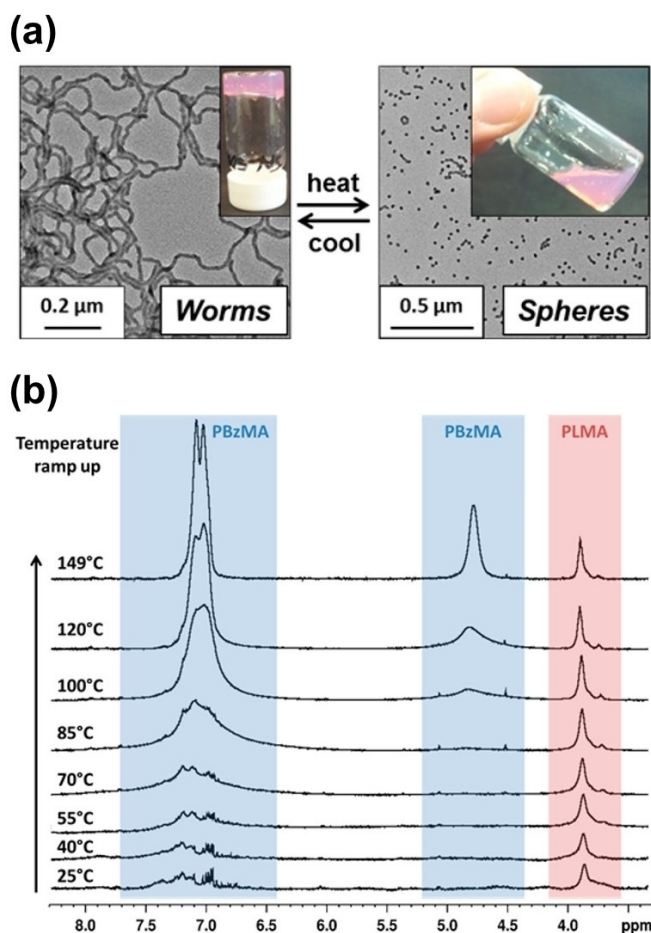 (a)
heat
cool
0.2 µm
Worms
0.5 µm
Spheres
(b)
Temperature
ramp up
PBzMA
PBzMA
PLMA
149°C
120°C
100°C
85°C
70°C
55°C
40°C
25°C
8.0 7.5 7.0 6.5 6.0 5.5 5.0 4.5 4.0 ppm